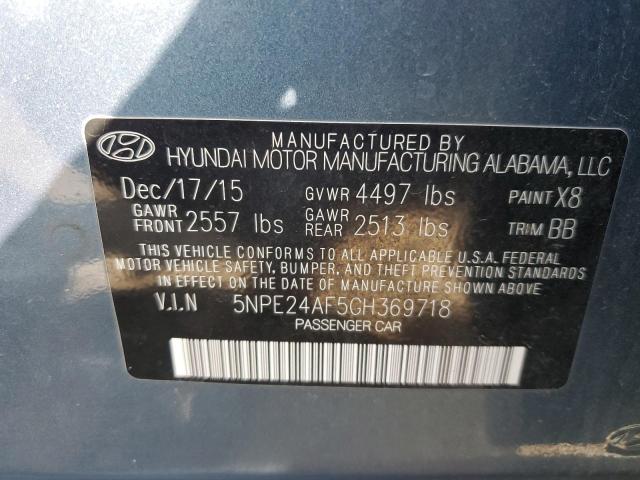 MANUFACTURED BY
HYUNDAI MOTOR MANUFACTURING ALABAMA, LLC
Dec/17/15 GVWR 4497 lbs PAINT X8
GAWR FRONT 2557 lbs GAWR REAR 2513 lbs TRIM BB
THIS VEHICLE CONFORMS TO ALL APPLICABLE U.S.A. FEDERAL
MOTOR VEHICLE SAFETY, BUMPER, AND THEFT PREVENTION STANDARDS
IN EFFECT ON THE DATE OF MANUFACTURE SHOWN ABOVE.
V.I.N 5NPE24AF5GH369718
PASSENGER CAR